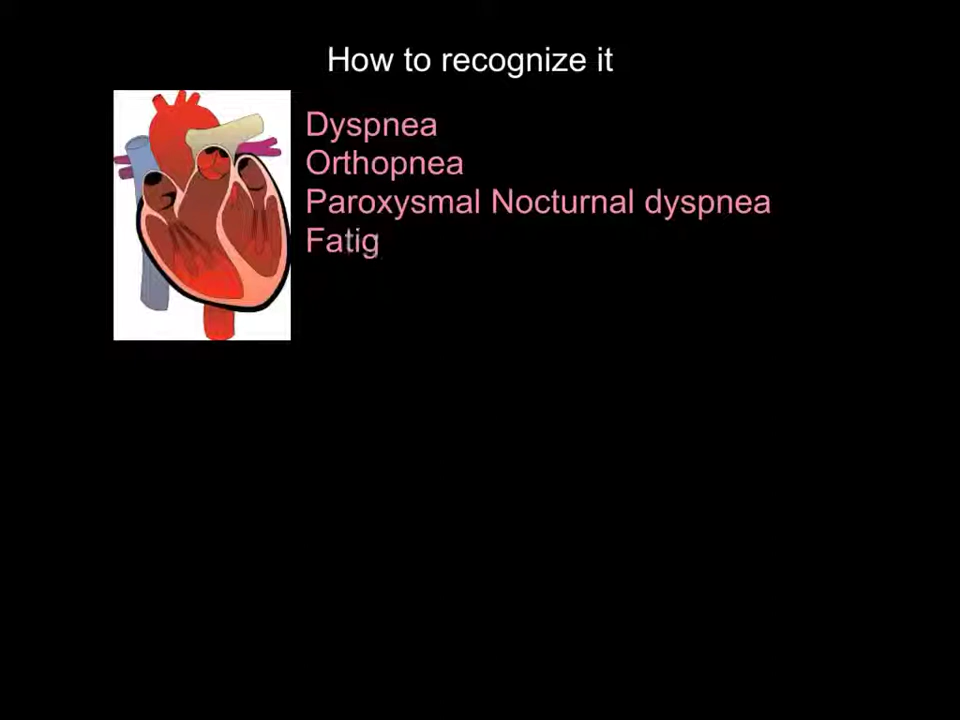 How to recognize it
Dyspnea
Orthopnea
Paroxysmal Nocturnal dyspnea
Fatig